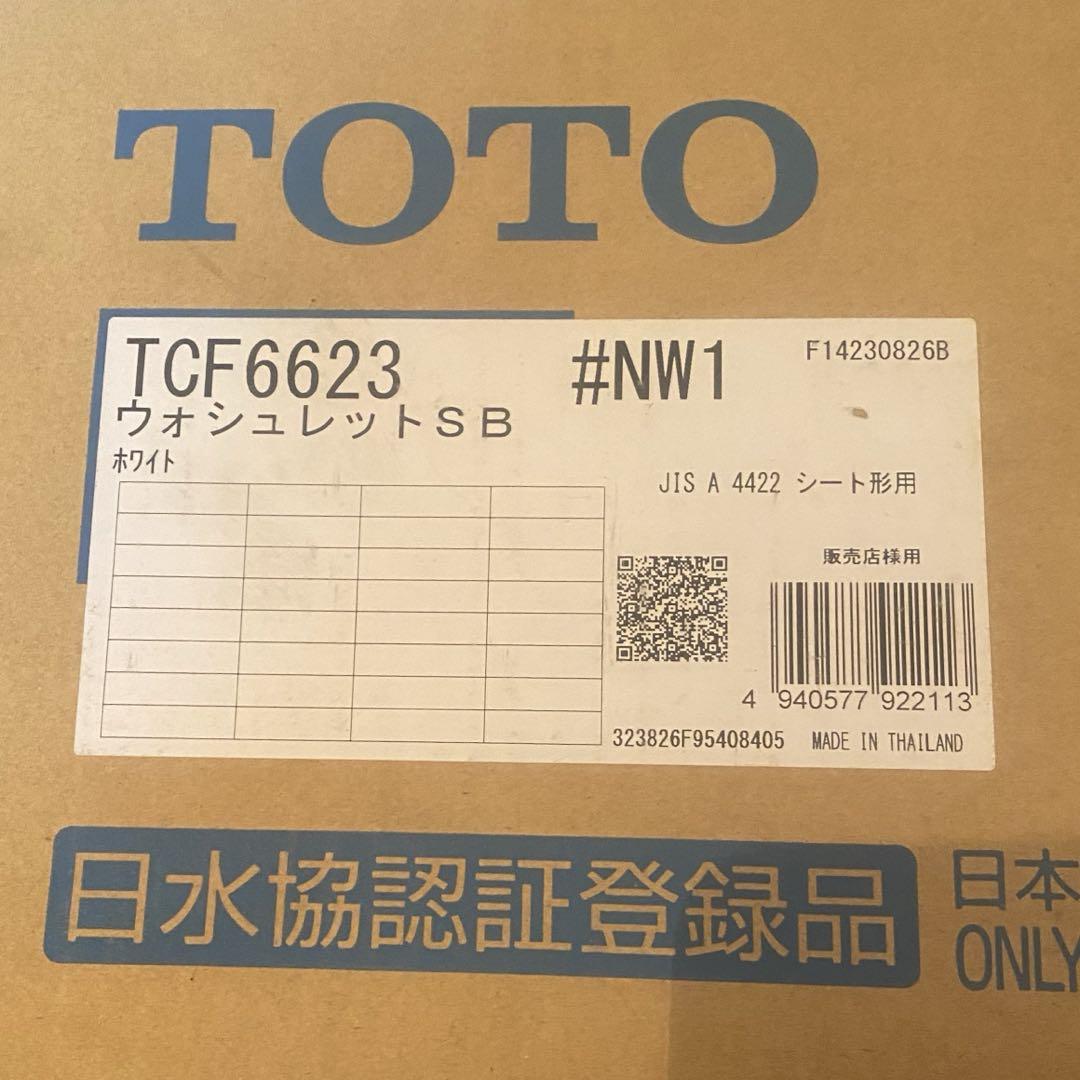 TOTO
TCF6623 #NW1 F14230826B
ウォシュレットSB
ホワイト
JIS A 4422 シート形用
販売店様用
4 940577 922113
323826F95408405 MADE IN THAILAND
日水協認証登録品
日本
ONLY